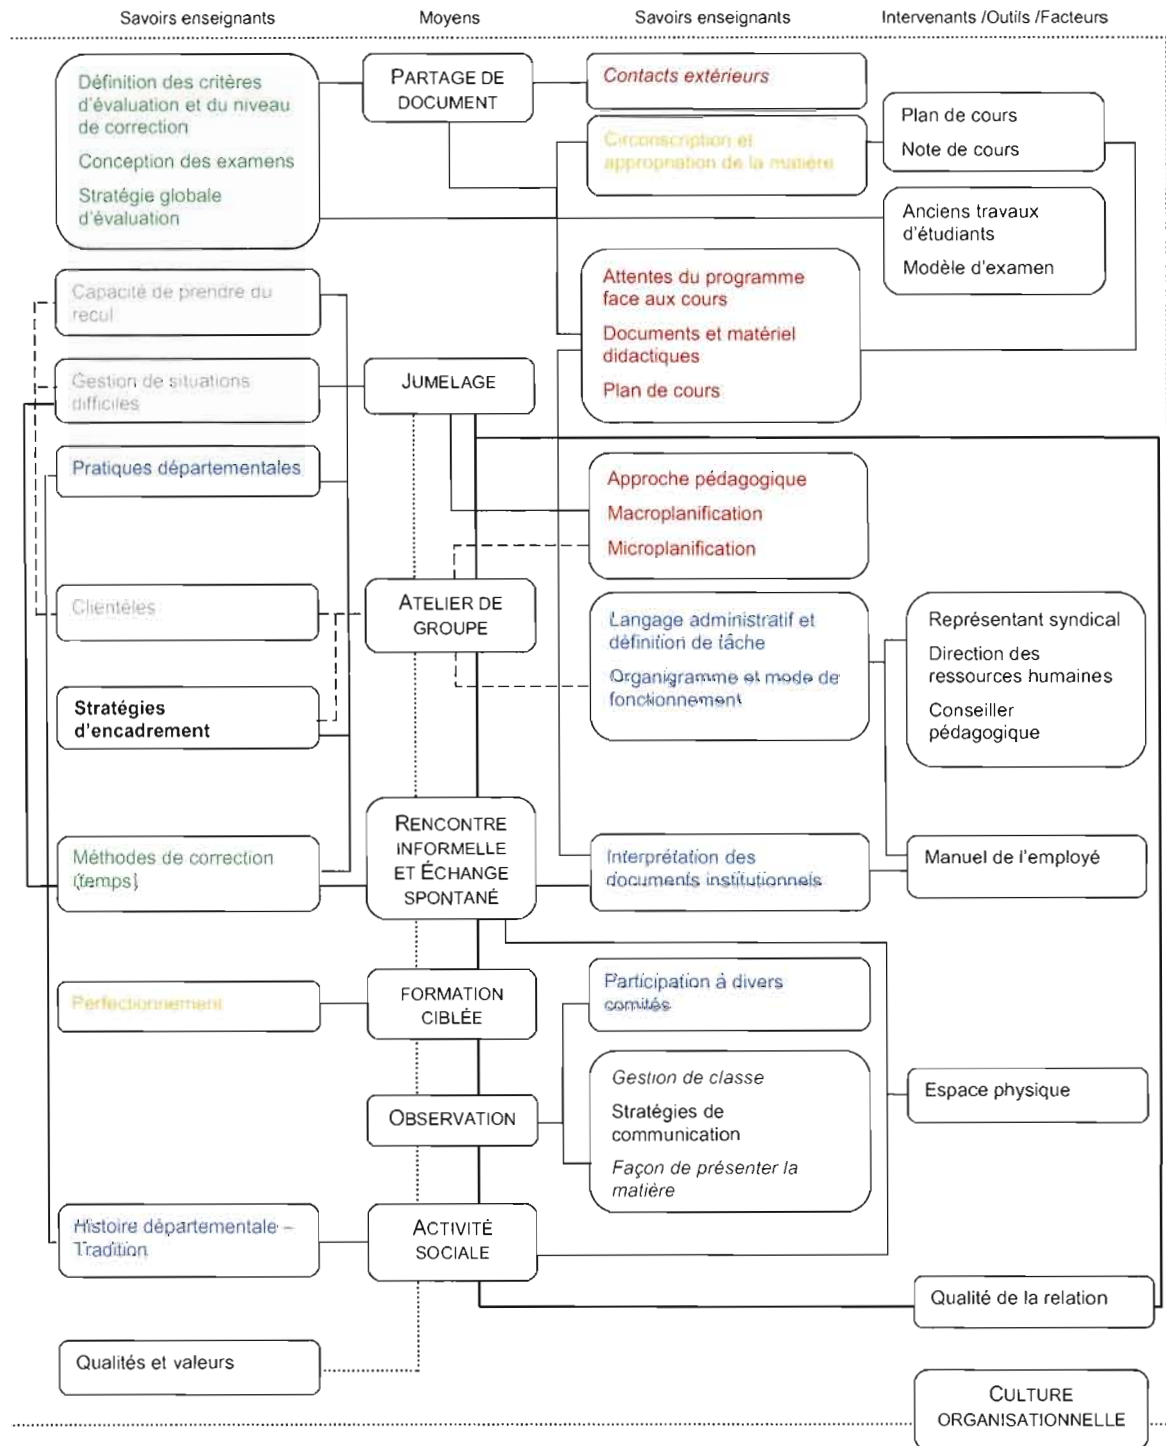 Savoirs enseignants
Moyens
Savoirs enseignants
Intervenants /Outils /Facteurs
Définition des critères
d'évaluation et du niveau
de correction
Conception des examens
Stratégie globale
d'évaluation
PARTAGE DE
DOCUMENT
Contacts extérieurs
Circonscription et
appropriation de la matière
Plan de cours
Note de cours
Anciens travaux
d'étudiants
Modèle d'examen
Capacité de prendre du
recul
Attentes du programme
face aux cours
Documents et matériel
didactiques
Plan de cours
Gestion de situations
difficiles
JUMELAGE
Pratiques départementales
Approche pédagogique
Macroplanification
Microplanification
Clientèles
ATELIER DE
GROUPE
Langage administratif et
définition de tâche
Organigramme et mode de
fonctionnement
Représentant syndical
Direction des
ressources humaines
Conseiller
pédagogique
Stratégies
d'encadrement
Méthodes de correction
(temps)
RENCONTRE
INFORMELLE
ET ÉCHANGE
SPONTANÉ
Interprétation des
documents institutionnels
Manuel de l'employé
Perfectionnement
FORMATION
CIBLÉE
Participation à divers
comités
OBSERVATION
Gestion de classe
Stratégies de
communication
Façon de présenter la
matière
Espace physique
Histoire départementale –
Tradition
ACTIVITÉ
SOCIALE
Qualité de la relation
Qualités et valeurs
CULTURE
ORGANISATIONNELLE